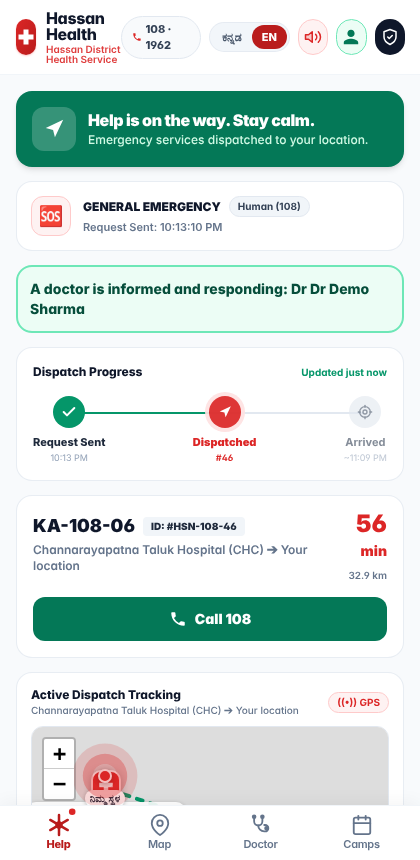 Hassan
Health
Hassan District
Health Service
108 ·
1962
ಕನ್ನಡ
EN
Help is on the way. Stay calm.
Emergency services dispatched to your location.
SOS
GENERAL EMERGENCY
Human (108)
Request Sent: 10:13:10 PM
A doctor is informed and responding: Dr Dr Demo
Sharma
Dispatch Progress
Updated just now
Request Sent
Dispatched
Arrived
10:13 PM
#46
~11:09 PM
KA-108-06
ID: #HSN-108-46
56
min
Channarayapatna Taluk Hospital (CHC) ➔ Your
location
32.9 km
Call 108
Active Dispatch Tracking
Channarayapatna Taluk Hospital (CHC) ➔ Your location
((•)) GPS
+
−
ನಿಮ್ಮ ಸ್ಥಳ
Help
Map
Doctor
Camps